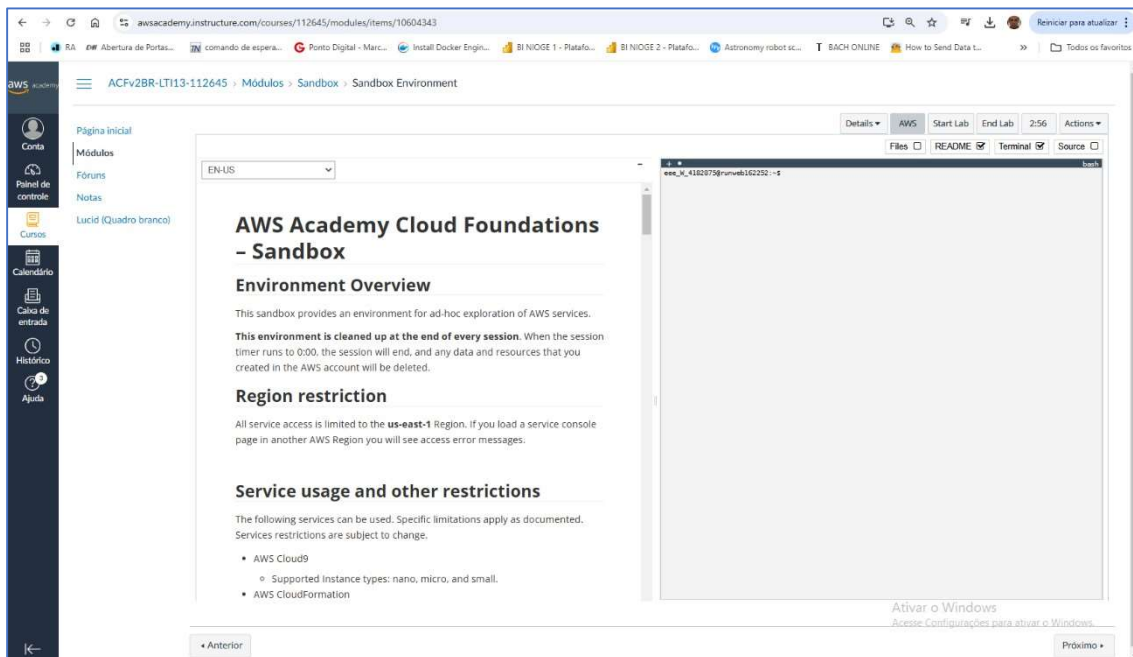 awsacademy.instructure.com/courses/112645/modules/items/10604343
Reiniciar para atualizar
RA
Abertura de Portas...
comando de espera...
Ponto Digital - Marc...
Install Docker Engin...
BI NIOGE 1 - Platafo...
BI NIOGE 2 - Platafo...
Astronomy robot sc...
BACH ONLINE
How to Send Data t...
»
Todos os favoritos
aws academy
ACFv2BR-LTI13-112645 › Módulos › Sandbox › Sandbox Environment
Conta
Painel de controle
Cursos
Calendário
Caixa de entrada
Histórico
3
Ajuda
Página inicial
Módulos
Fóruns
Notas
Lucid (Quadro branco)
Details
AWS
Start Lab
End Lab
2:56
Actions
Files
README
Terminal
Source
EN-US
bash
eee_W_4182875@runweb162252:~$
AWS Academy Cloud Foundations
– Sandbox
Environment Overview
This sandbox provides an environment for ad-hoc exploration of AWS services.
This environment is cleaned up at the end of every session. When the session
timer runs to 0:00, the session will end, and any data and resources that you
created in the AWS account will be deleted.
Region restriction
All service access is limited to the us-east-1 Region. If you load a service console
page in another AWS Region you will see access error messages.
Service usage and other restrictions
The following services can be used. Specific limitations apply as documented.
Services restrictions are subject to change.
• AWS Cloud9
Supported Instance types: nano, micro, and small.
• AWS CloudFormation
Ativar o Windows
Acesse Configurações para ativar o Windows.
Anterior
Próximo